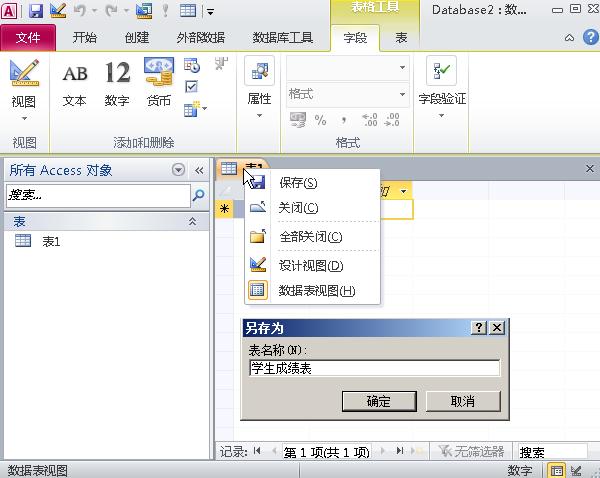 表格工具
Database2 : 数...
文件 开始 创建 外部数据 数据库工具 字段 表
视图
AB 文本
12 数字
货币
属性
格式
% ,
字段验证
视图 添加和删除 格式
所有 Access 对象
搜索...
表
表1
表1
保存(S)
关闭(C)
全部关闭(C)
设计视图(D)
数据表视图(H)
另存为
表名称(N):
学生成绩表
确定 取消
记录: 第 1 项(共 1 项) 无筛选器 搜索
数据表视图 数字